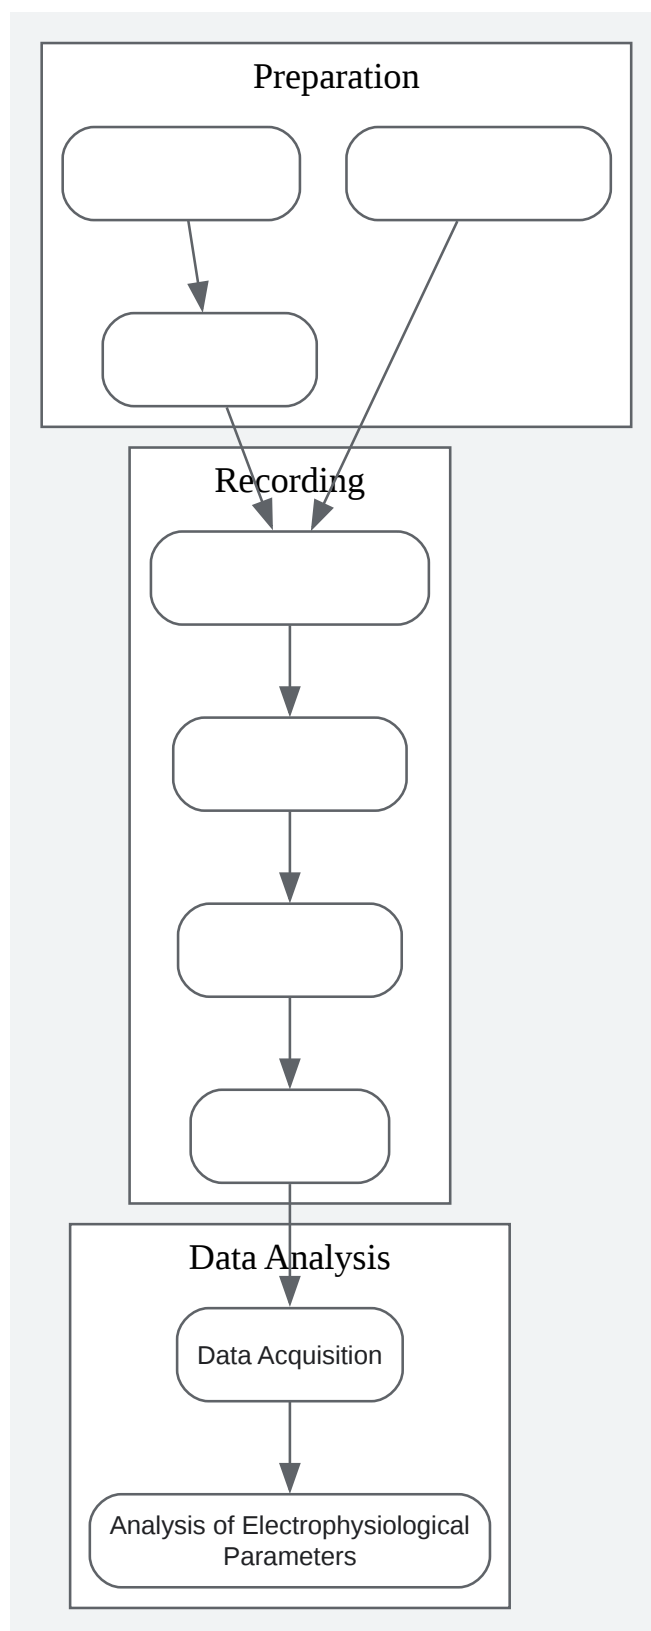 Preparation
Recording
Data Analysis
Data Acquisition
Analysis of Electrophysiological
Parameters